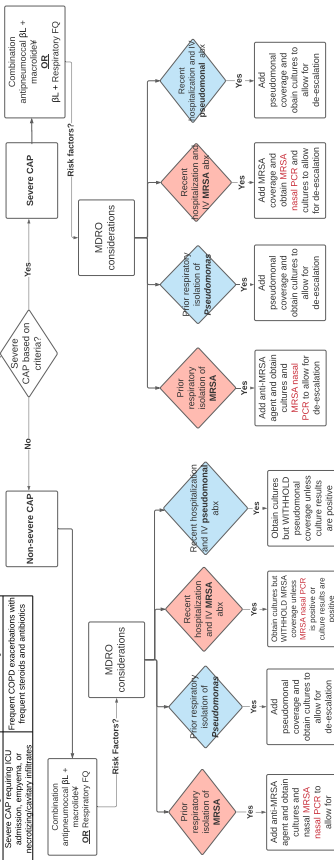 Severe CAP requiring ICU
admission, empyema, or
necrotizing/cavitary infiltrates
Frequent COPD exacerbations with
frequent steroids and antibiotics
Severe
CAP based on
criteria?
No
Yes
Non-severe CAP
Severe CAP
Combination
antipneumoccal βL +
macrolide¥
OR Respiratory FQ
Combination
antipneumoccal βL +
macrolide¥
OR
βL + Respiratory FQ
Risk Factors?
Risk factors?
MDRO
considerations
MDRO
considerations
Prior
respiratory
isolation of
MRSA
Prior respiratory
isolation of
Pseudomonas
Recent
hospitalization
and IV MRSA
abx
Recent hospitalization
and IV pseudomonal
abx
Prior
respiratory
isolation of
MRSA
Prior respiratory
isolation of
Pseudomonas
Recent
hospitalization and
IV MRSA abx
Recent
hospitalization and IV
pseudomonal abx
Yes
Yes
Yes
Yes
Yes
Yes
Yes
Yes
Add anti-MRSA
agent and obtain
cultures and
nasal MRSA
nasal PCR to
allow for
Add
pseudomonal
coverage and
obtain cultures to
allow for
de-escalation
Obtain cultures but
WITHHOLD MRSA
coverage unless
MRSA nasal PCR
is positive or
culture results are
positive
Obtain cultures
but WITHHOLD
pseudomonal
coverage unless
culture results
are positive
Add anti-MRSA
agent and obtain
cultures and
MRSA nasal
PCR to allow for
de-escalation
Add
pseudomonal
coverage and
obtain cultures to
allow for
de-escalation
Add MRSA
coverage and
obtain MRSA
nasal PCR and
cultures to allow
for de-escalation
Add
pseudomonal
coverage and
obtain cultures to
allow for
de-escalation